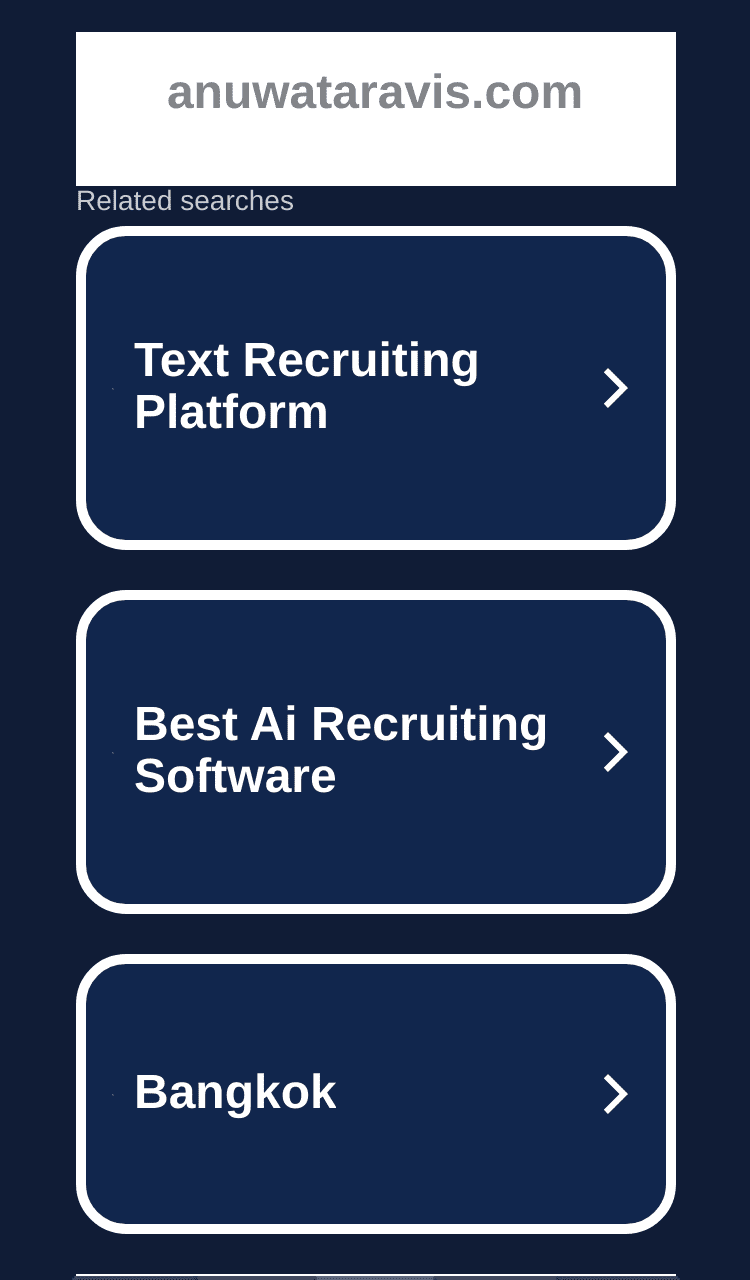 anuwataravis.com
Related searches
Text Recruiting
Platform
Best Ai Recruiting
Software
Bangkok